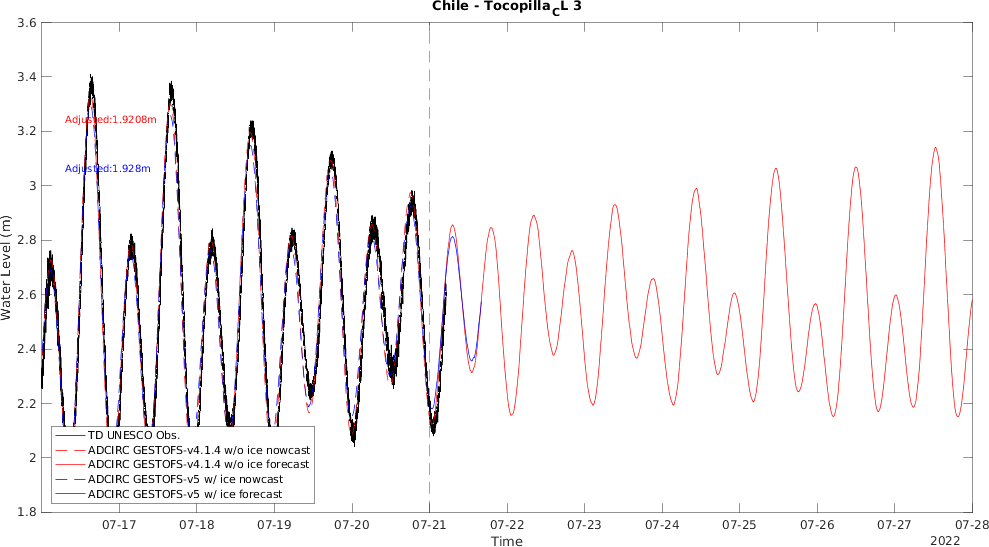 Chile - Tocopilla_CL 3
3.6
3.4
3.2
3
2.8
2.6
2.4
2.2
2
1.8
Water Level (m)
Adjusted:1.9208m
Adjusted:1.928m
TD UNESCO Obs.
ADCIRC GESTOFS-v4.1.4 w/o ice nowcast
ADCIRC GESTOFS-v4.1.4 w/o ice forecast
ADCIRC GESTOFS-v5 w/ ice nowcast
ADCIRC GESTOFS-v5 w/ ice forecast
07-17 07-18 07-19 07-20 07-21 07-22 07-23 07-24 07-25 07-26 07-27 07-28
Time
2022